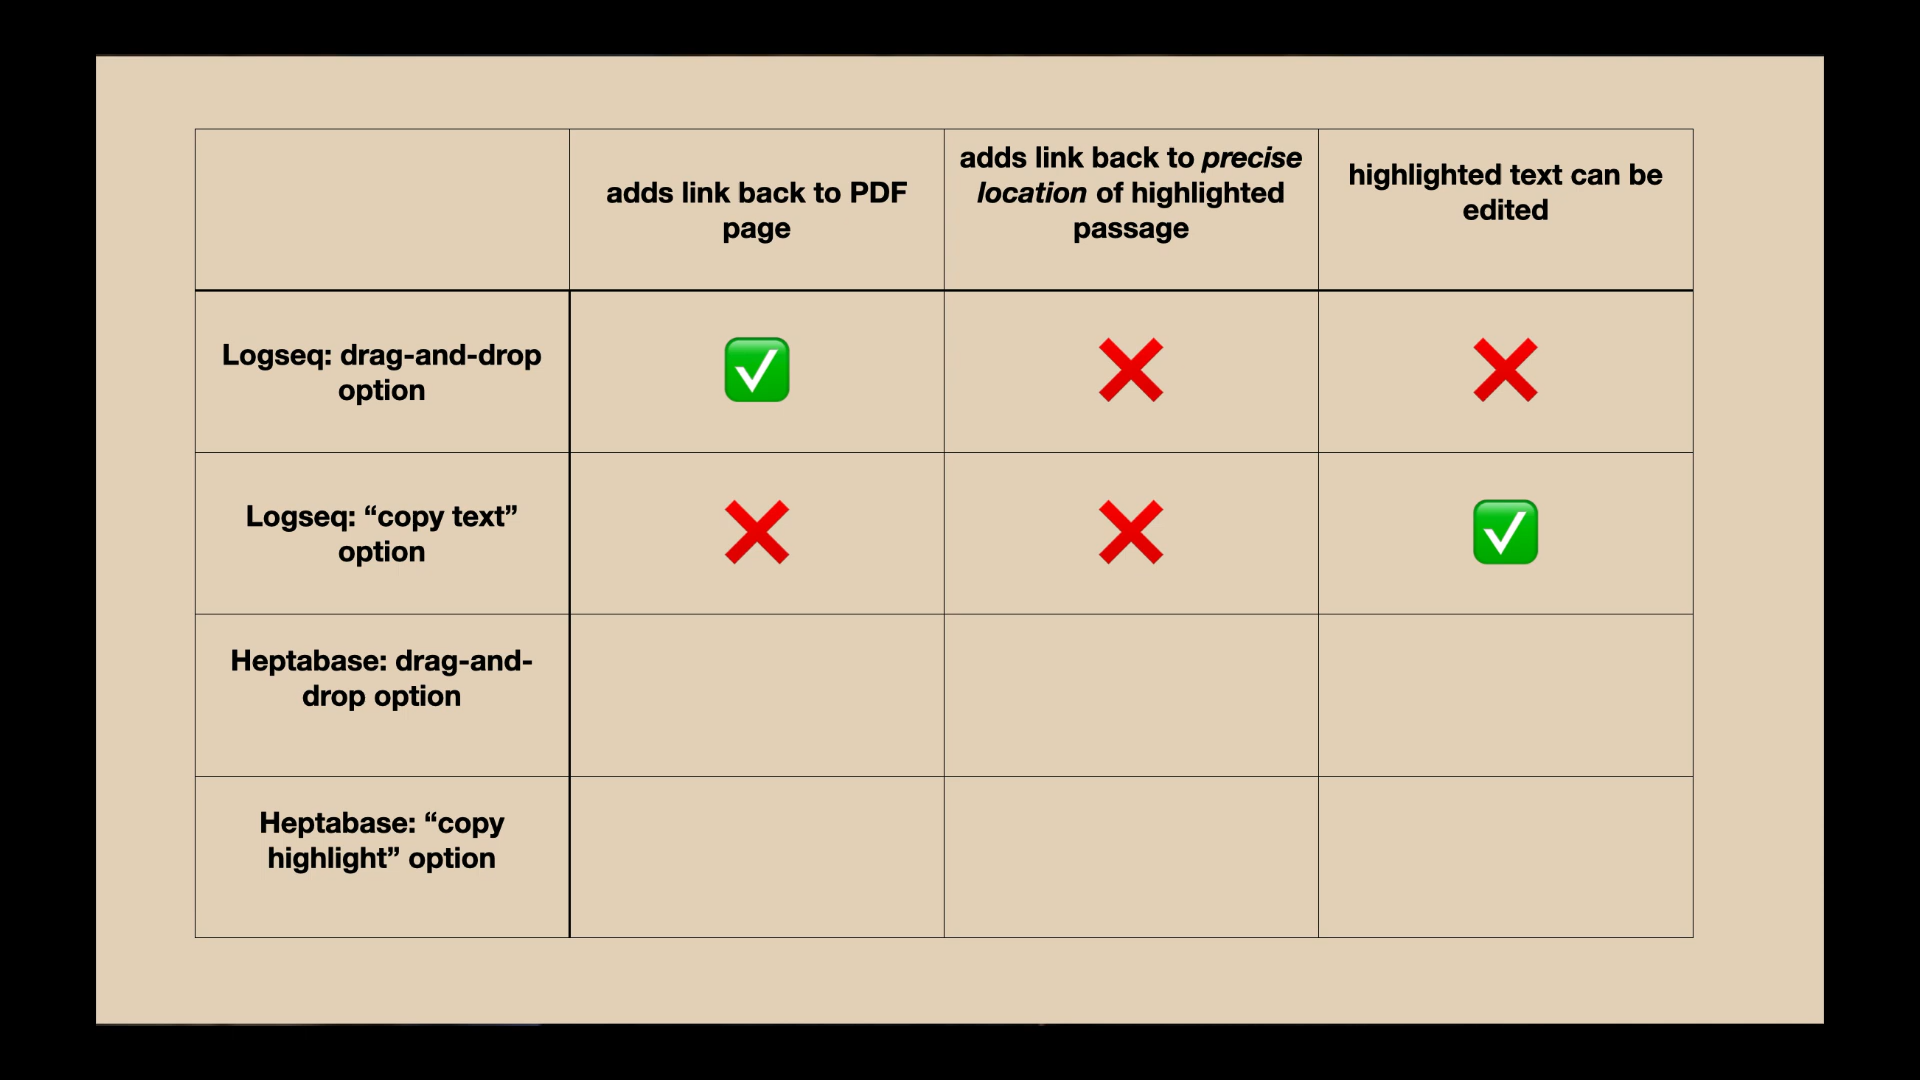 adds link back to PDF
page
adds link back to precise
location of highlighted
passage
highlighted text can be
edited
Logseq: drag-and-drop
option
✅ ❌ ❌
Logseq: “copy text”
option
❌ ❌ ✅
Heptabase: drag-and-
drop option
Heptabase: “copy
highlight” option